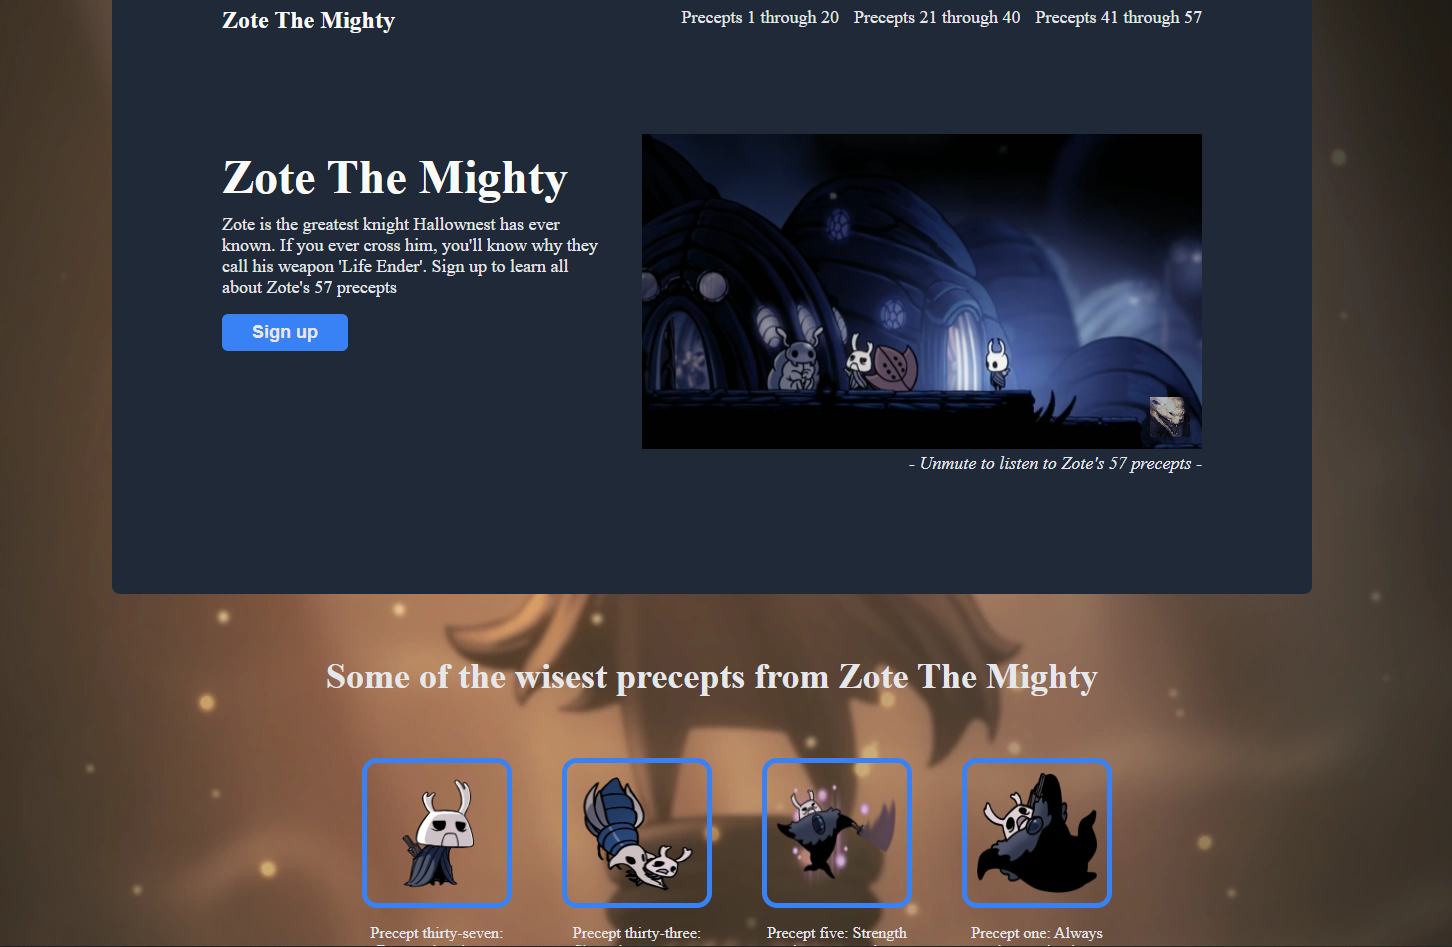 Zote The Mighty
Precepts 1 through 20
Precepts 21 through 40
Precepts 41 through 57
Zote The Mighty
Zote is the greatest knight Hallownest has ever
known. If you ever cross him, you'll know why they
call his weapon 'Life Ender'. Sign up to learn all
about Zote's 57 precepts
Sign up
- Unmute to listen to Zote's 57 precepts -
Some of the wisest precepts from Zote The Mighty
Precept thirty-seven:
Precept thirty-three:
Precept five: Strength
Precept one: Always